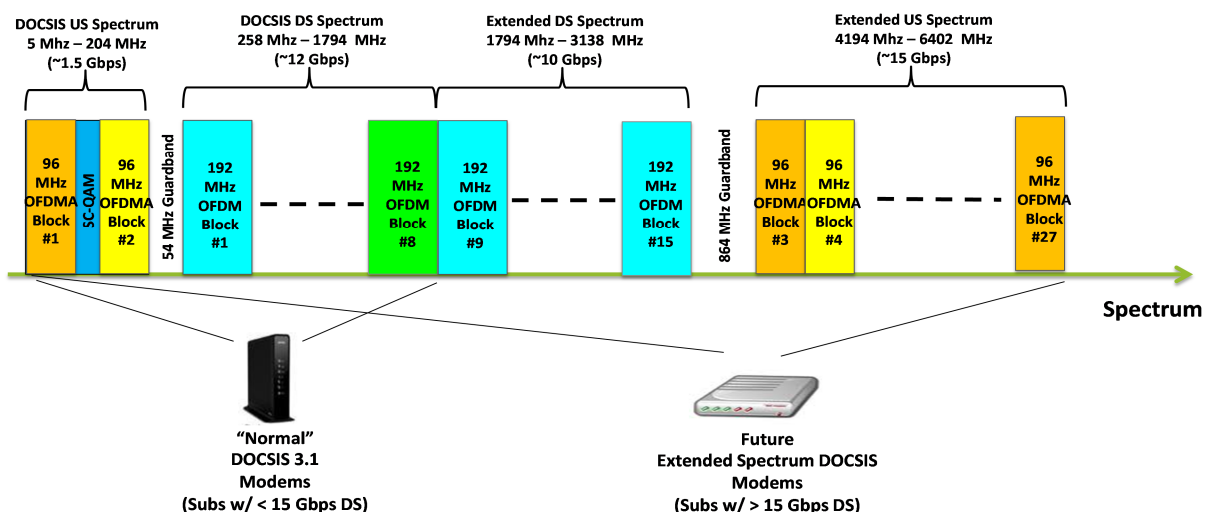 DOCSIS US Spectrum
5 Mhz – 204 MHz
(~1.5 Gbps)
DOCSIS DS Spectrum
258 Mhz – 1794 MHz
(~12 Gbps)
Extended DS Spectrum
1794 Mhz – 3138 MHz
(~10 Gbps)
Extended US Spectrum
4194 Mhz – 6402 MHz
(~15 Gbps)
96
MHz
OFDMA
Block
#1
SC-QAM
96
MHz
OFDMA
Block
#2
54 MHz Guardband
192
MHz
OFDM
Block
#1
192
MHz
OFDM
Block
#8
192
MHz
OFDM
Block
#9
192
MHz
OFDM
Block
#15
864 MHz Guardband
96
MHz
OFDMA
Block
#3
96
MHz
OFDMA
Block
#4
96
MHz
OFDMA
Block
#27
Spectrum
“Normal”
DOCSIS 3.1
Modems
(Subs w/ < 15 Gbps DS)
Future
Extended Spectrum DOCSIS
Modems
(Subs w/ > 15 Gbps DS)